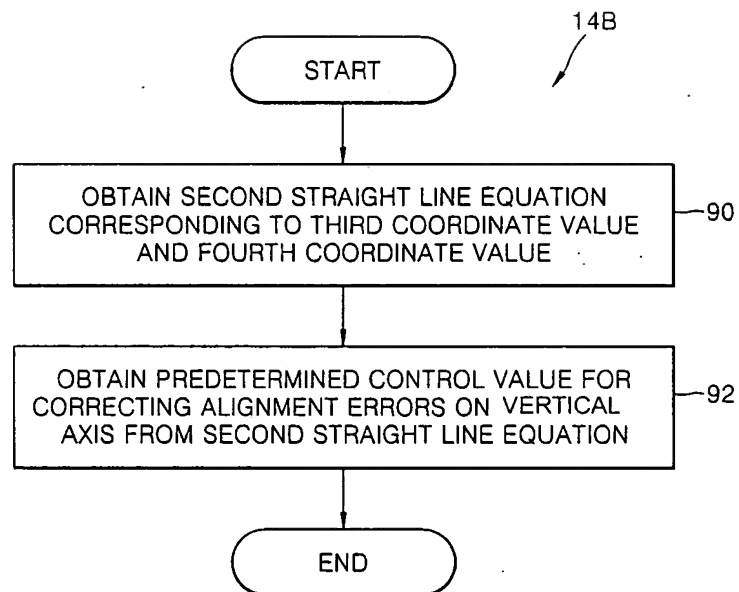 14B
START
OBTAIN SECOND STRAIGHT LINE EQUATION
CORRESPONDING TO THIRD COORDINATE VALUE
AND FOURTH COORDINATE VALUE
90
OBTAIN PREDETERMINED CONTROL VALUE FOR
CORRECTING ALIGNMENT ERRORS ON VERTICAL
AXIS FROM SECOND STRAIGHT LINE EQUATION
92
END